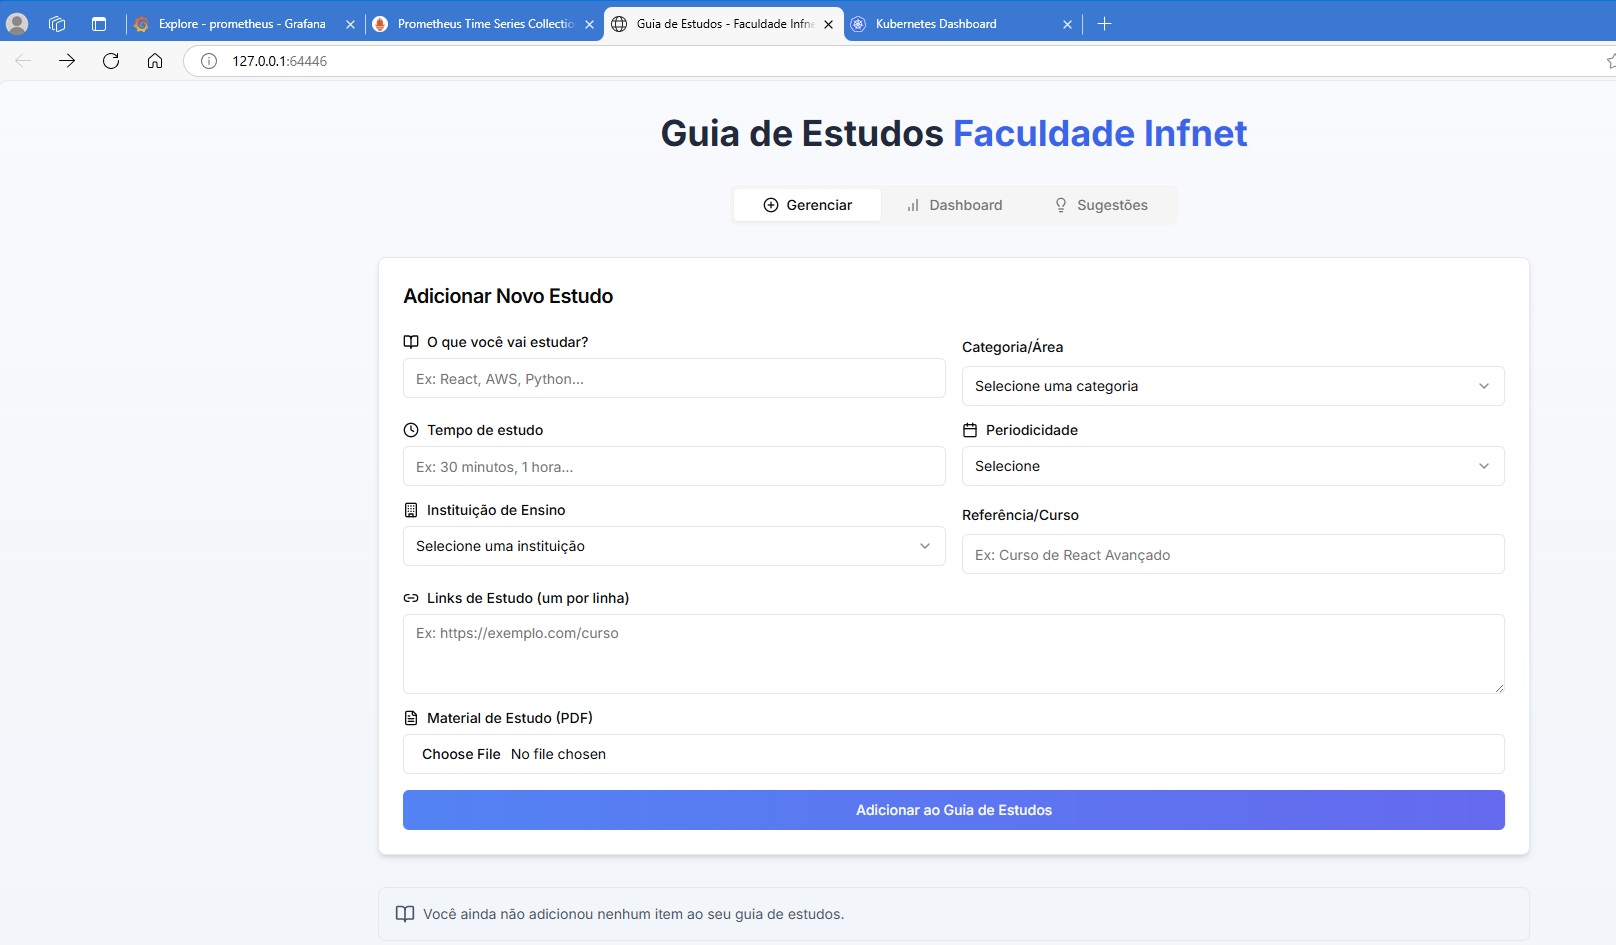 Explore - prometheus - Grafana
Prometheus Time Series Collectio
Guia de Estudos - Faculdade Infne
Kubernetes Dashboard
127.0.0.1:64446
Guia de Estudos Faculdade Infnet
Gerenciar
Dashboard
Sugestões
Adicionar Novo Estudo
O que você vai estudar?
Ex: React, AWS, Python...
Categoria/Área
Selecione uma categoria
Tempo de estudo
Ex: 30 minutos, 1 hora...
Periodicidade
Selecione
Instituição de Ensino
Selecione uma instituição
Referência/Curso
Ex: Curso de React Avançado
Links de Estudo (um por linha)
Ex: https://exemplo.com/curso
Material de Estudo (PDF)
Choose File No file chosen
Adicionar ao Guia de Estudos
Você ainda não adicionou nenhum item ao seu guia de estudos.